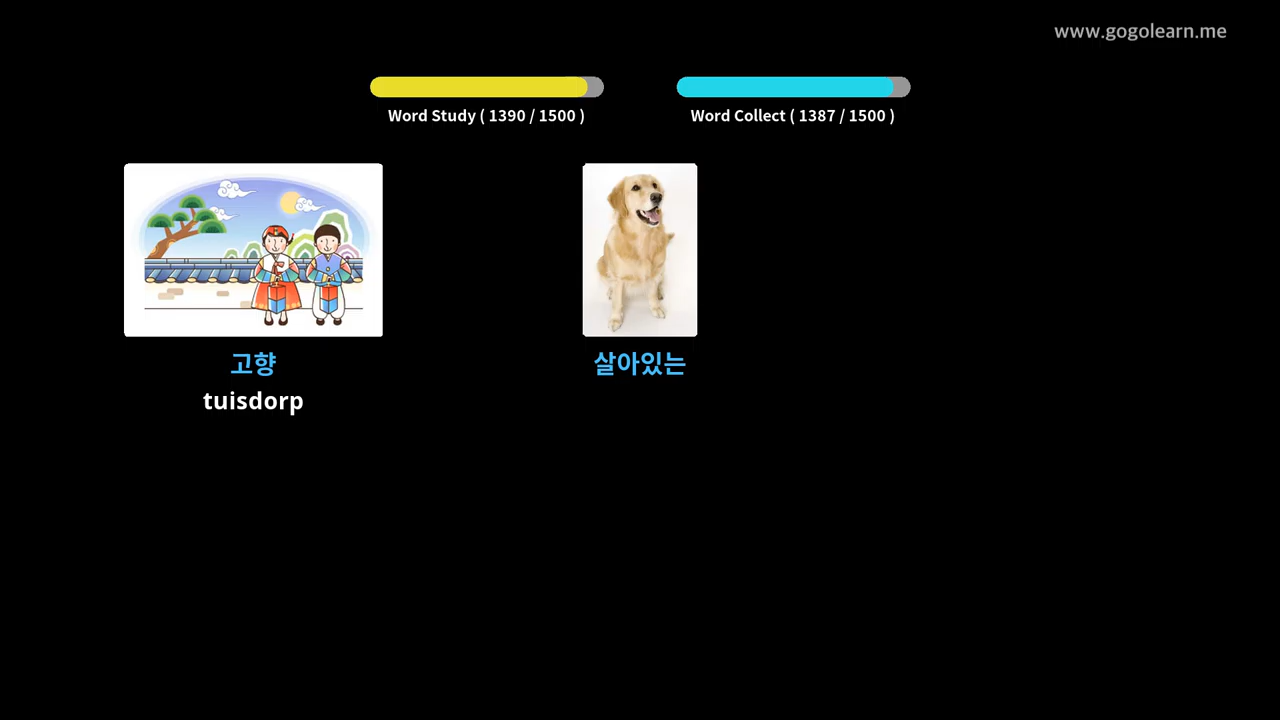 www.gogolearn.me
Word Study ( 1390 / 1500 )
Word Collect ( 1387 / 1500 )
고향
살아있는
tuisdorp